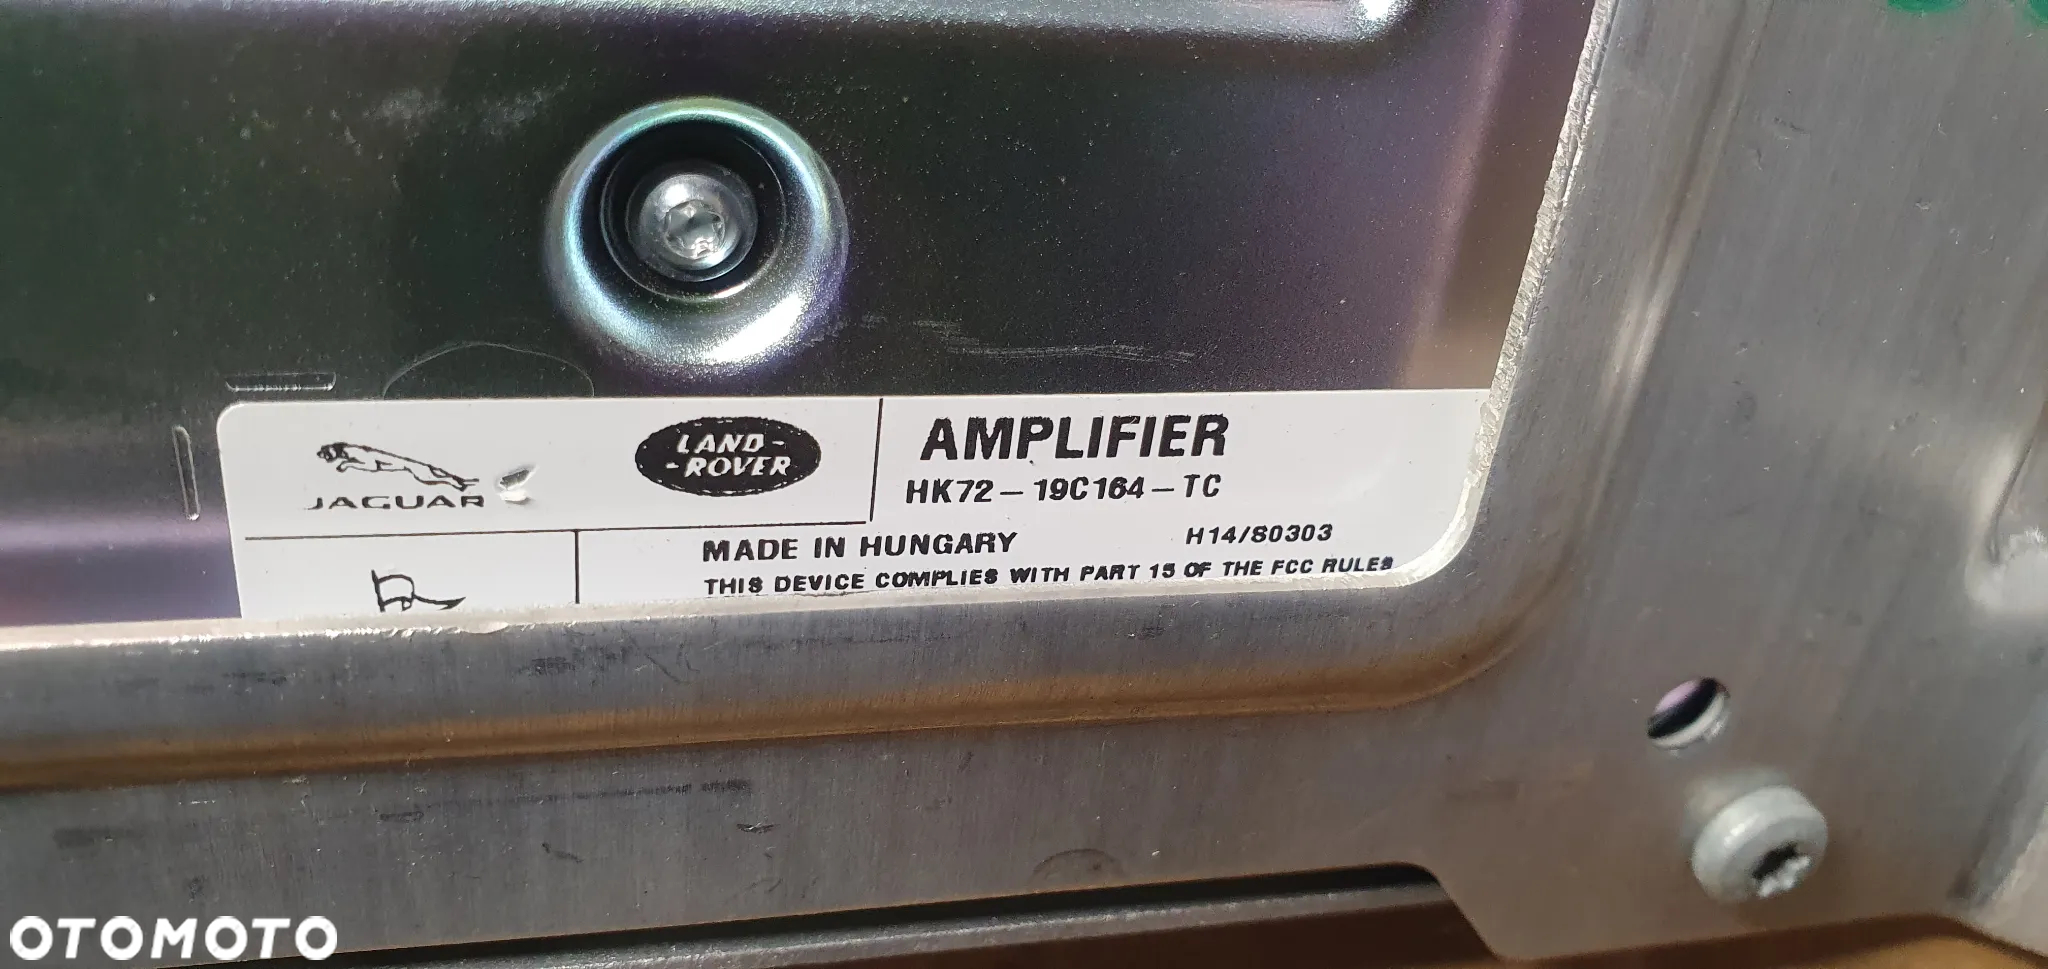 JAGUAR
LAND-
-ROVER
AMPLIFIER
HK72-19C164-TC
MADE IN HUNGARY
H14/80303
THIS DEVICE COMPLIES WITH PART 15 OF THE FCC RULES
OTOMOTO